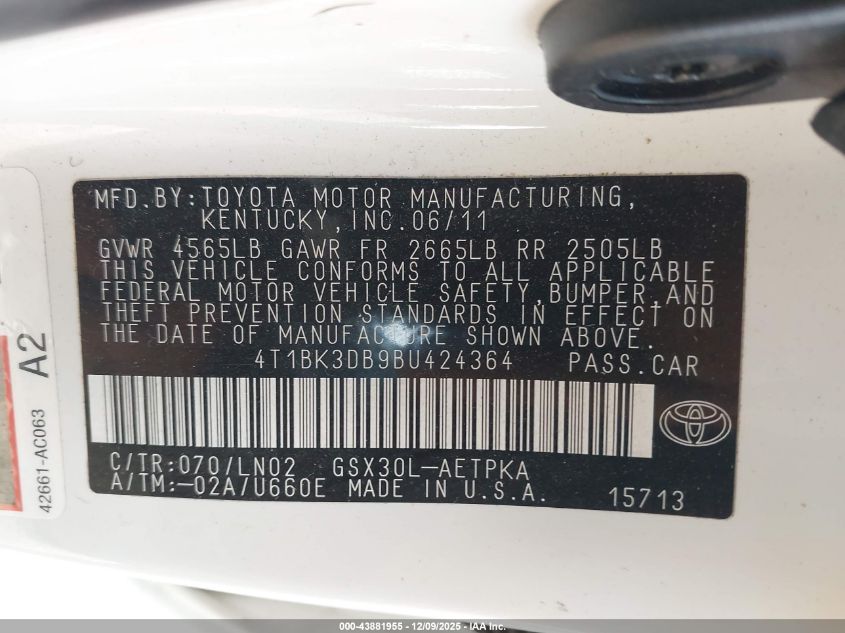 MFD.BY:TOYOTA MOTOR MANUFACTURING,
KENTUCKY,INC.06/11
GVWR 4565LB GAWR FR 2665LB RR 2505LB
THIS VEHICLE CONFORMS TO ALL APPLICABLE
FEDERAL MOTOR VEHICLE SAFETY,BUMPER,AND
THEFT PREVENTION STANDARDS IN EFFECT ON
THE DATE OF MANUFACTURE SHOWN ABOVE.
4T1BK3DB9BU424364 PASS.CAR
C/TR:070/LN02 GSX30L-AETPKA
A/TM:-02A/U660E MADE IN U.S.A. 15713
A2
42661-AC063
000-43881955 - 12/09/2025 - IAA Inc.